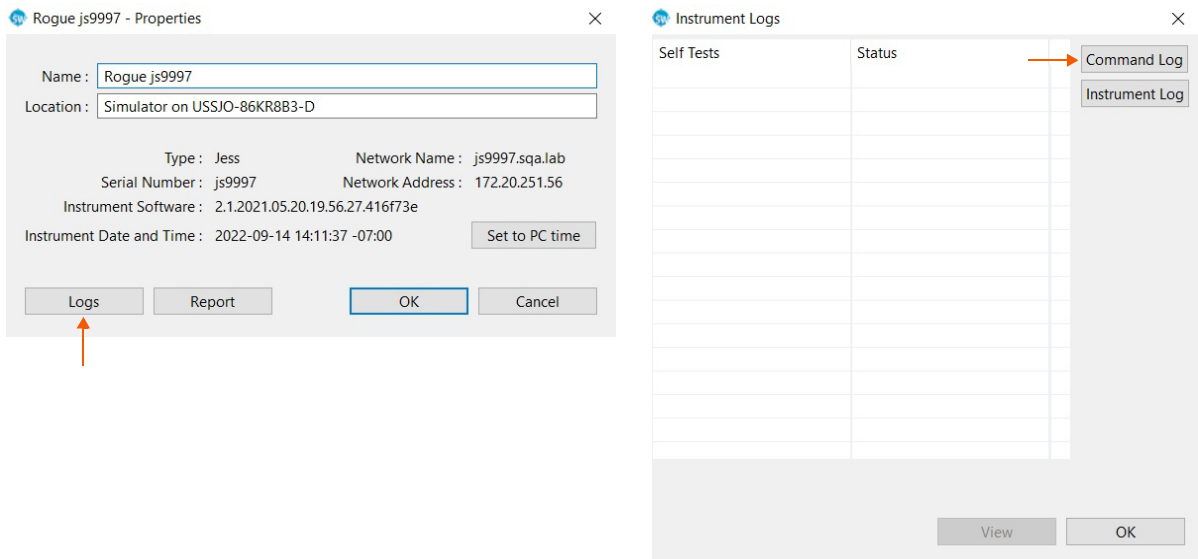 Rogue js9997 - Properties
Name : Rogue js9997
Location : Simulator on USSJO-86KR8B3-D
Type : Jess Network Name : js9997.sqa.lab
Serial Number : js9997 Network Address : 172.20.251.56
Instrument Software : 2.1.2021.05.20.19.56.27.416f73e
Instrument Date and Time : 2022-09-14 14:11:37 -07:00 Set to PC time
Logs Report OK Cancel
Instrument Logs
Self Tests Status Command Log
Instrument Log
View OK